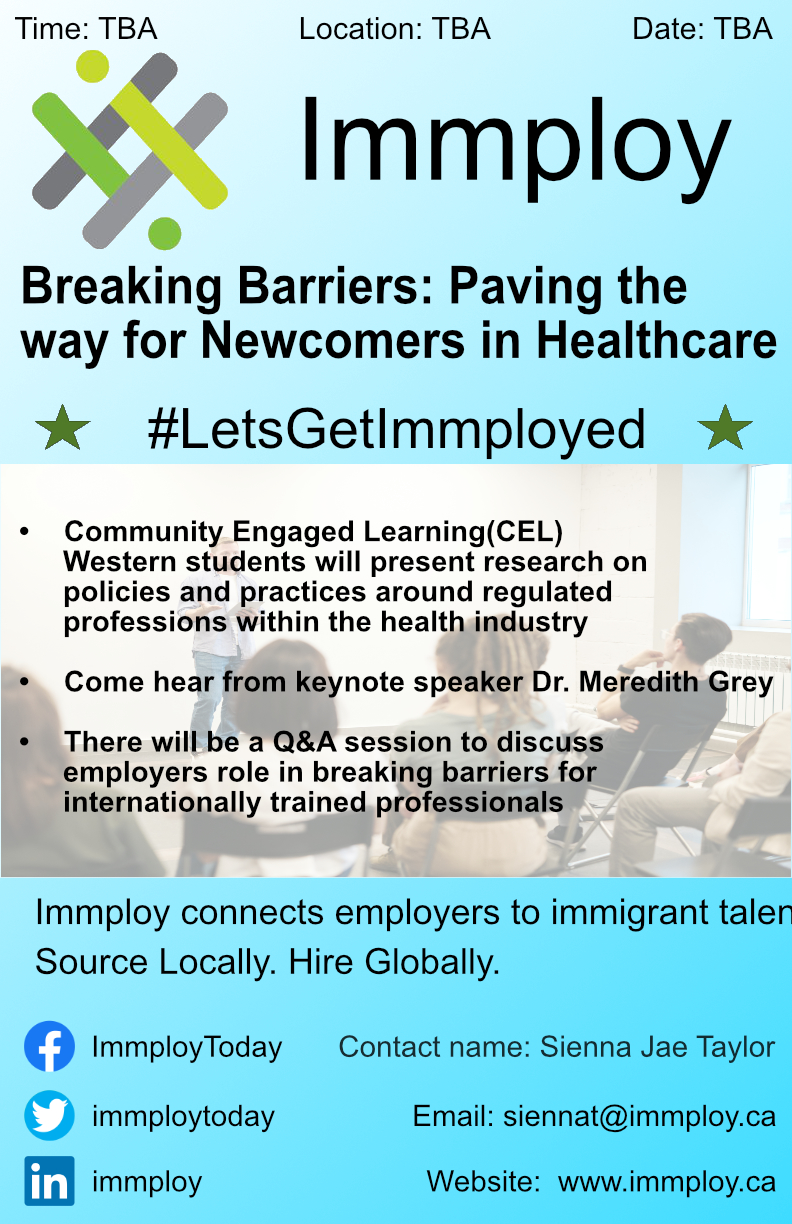 Time: TBA Location: TBA Date: TBA
Immploy
Breaking Barriers: Paving the
way for Newcomers in Healthcare
#LetsGetImmployed
• Community Engaged Learning(CEL)
Western students will present research on
policies and practices around regulated
professions within the health industry
• Come hear from keynote speaker Dr. Meredith Grey
• There will be a Q&A session to discuss
employers role in breaking barriers for
internationally trained professionals
Immploy connects employers to immigrant talen
Source Locally. Hire Globally.
ImmployToday Contact name: Sienna Jae Taylor
immploytoday Email: siennat@immploy.ca
in immploy Website: www.immploy.ca